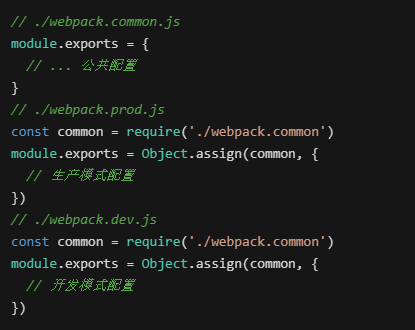 // ./webpack.common.js
module.exports = {
  // ... 公共配置
}
// ./webpack.prod.js
const common = require('./webpack.common')
module.exports = Object.assign(common, {
  // 生产模式配置
})
// ./webpack.dev.js
const common = require('./webpack.common')
module.exports = Object.assign(common, {
  // 开发模式配置
})